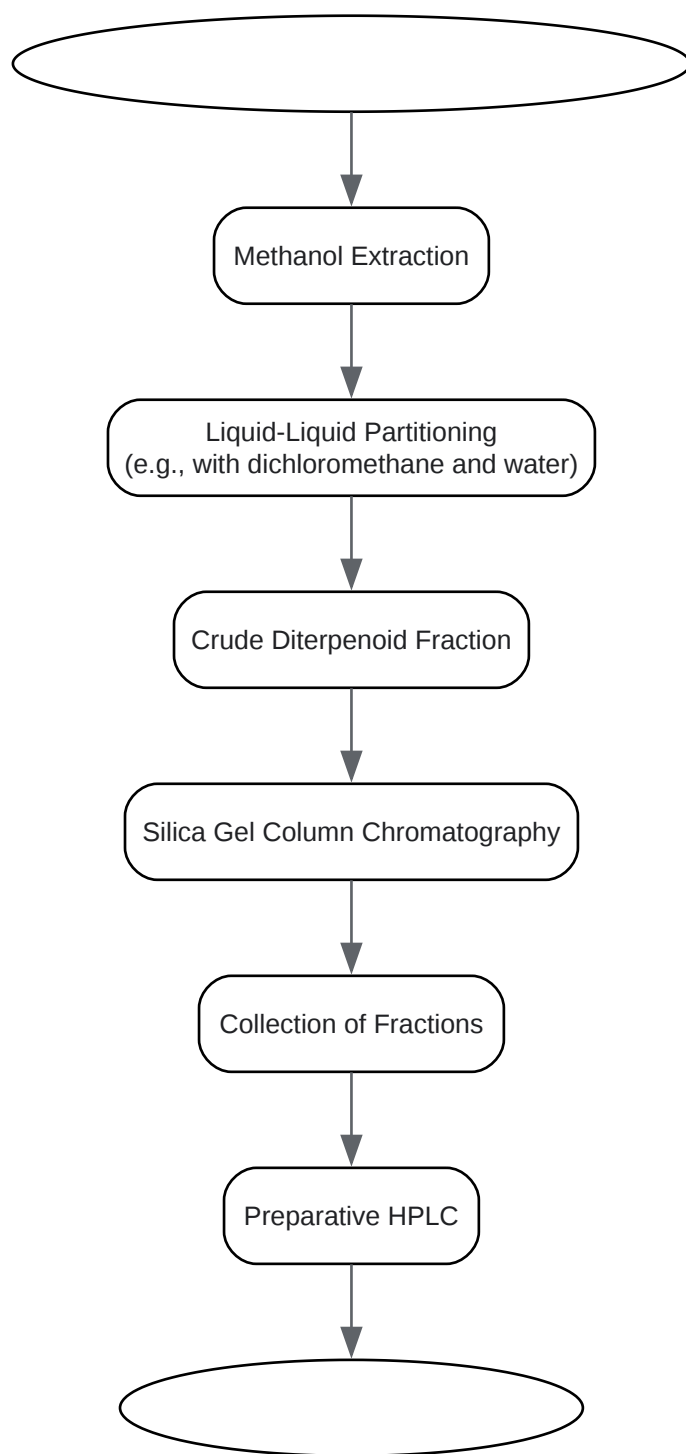 Methanol Extraction
Liquid-Liquid Partitioning
(e.g., with dichloromethane and water)
Crude Diterpenoid Fraction
Silica Gel Column Chromatography
Collection of Fractions
Preparative HPLC